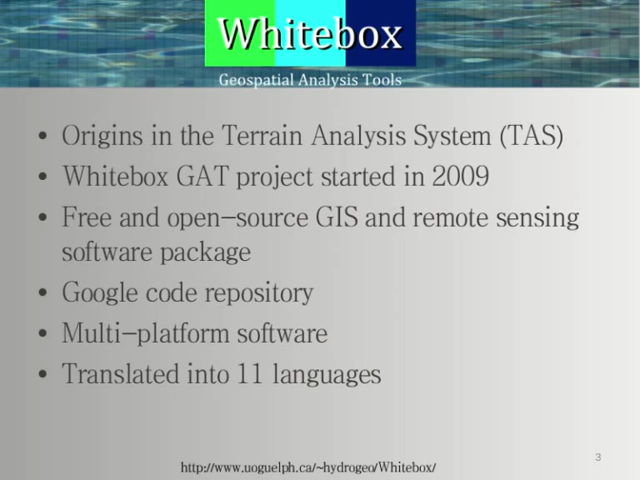 Whitebox
Geospatial Analysis Tools
• Origins in the Terrain Analysis System (TAS)
• Whitebox GAT project started in 2009
• Free and open–source GIS and remote sensing
software package
• Google code repository
• Multi–platform software
• Translated into 11 languages
3
http://www.uoguelph.ca/~hydrogeo/Whitebox/